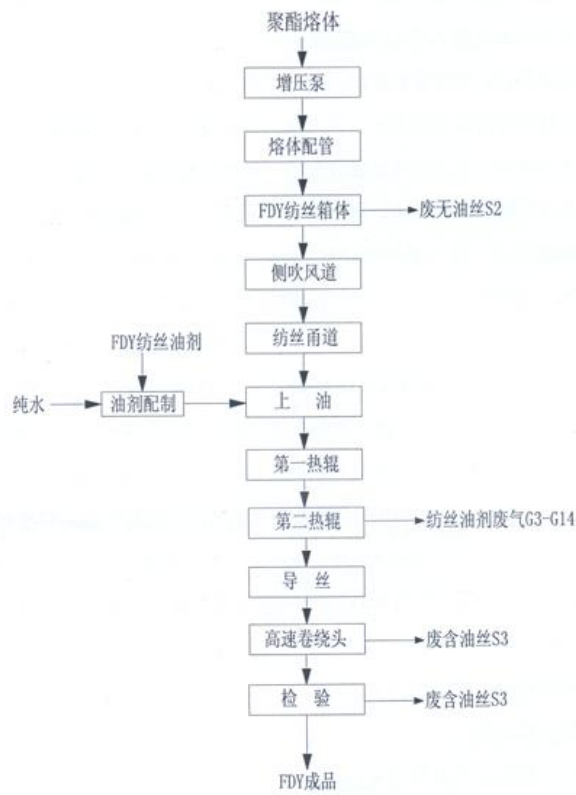 聚酯熔体
增压泵
熔体配管
FDY纺丝箱体
废无油丝S2
侧吹风道
纺丝甬道
FDY纺丝油剂
纯水
油剂配制
上 油
第一热辊
第二热辊
纺丝油剂废气G3-G14
导 丝
高速卷绕头
废含油丝S3
检 验
废含油丝S3
FDY成品